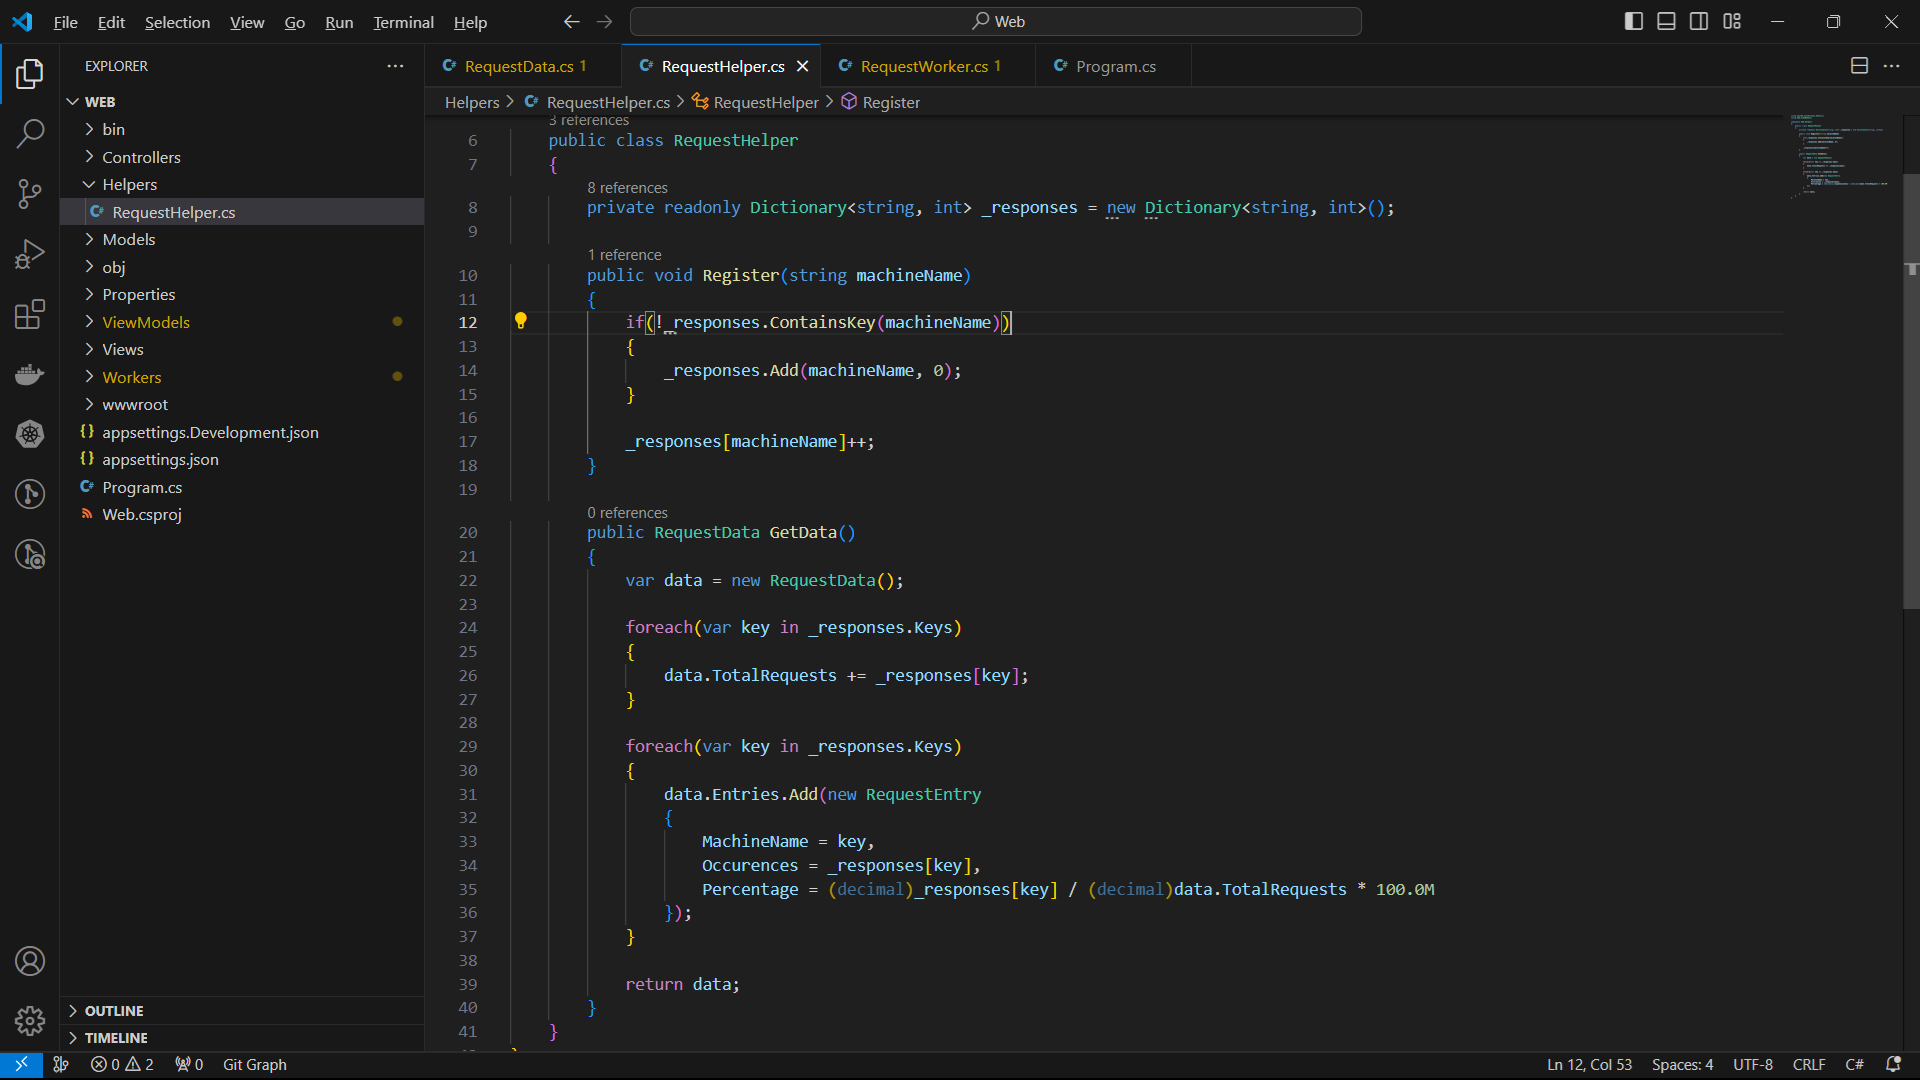 File Edit Selection View Go Run Terminal Help
Web
EXPLORER
WEB
bin
Controllers
Helpers
RequestHelper.cs
Models
obj
Properties
ViewModels
Views
Workers
wwwroot
appsettings.Development.json
appsettings.json
Program.cs
Web.csproj
OUTLINE
TIMELINE
RequestData.cs 1
RequestHelper.cs
RequestWorker.cs 1
Program.cs
Helpers > RequestHelper.cs > RequestHelper > Register
3 references
6 public class RequestHelper
7 {
8 references
8 private readonly Dictionary<string, int> _responses = new Dictionary<string, int>();
9
1 reference
10 public void Register(string machineName)
11 {
12 if(!_responses.ContainsKey(machineName))
13 {
14 _responses.Add(machineName, 0);
15 }
16
17 _responses[machineName]++;
18 }
19
0 references
20 public RequestData GetData()
21 {
22 var data = new RequestData();
23
24 foreach(var key in _responses.Keys)
25 {
26 data.TotalRequests += _responses[key];
27 }
28
29 foreach(var key in _responses.Keys)
30 {
31 data.Entries.Add(new RequestEntry
32 {
33 MachineName = key,
34 Occurences = _responses[key],
35 Percentage = (decimal)_responses[key] / (decimal)data.TotalRequests * 100.0M
36 });
37 }
38
39 return data;
40 }
41 }
0 2 0 Git Graph
Ln 12, Col 53 Spaces: 4 UTF-8 CRLF C#